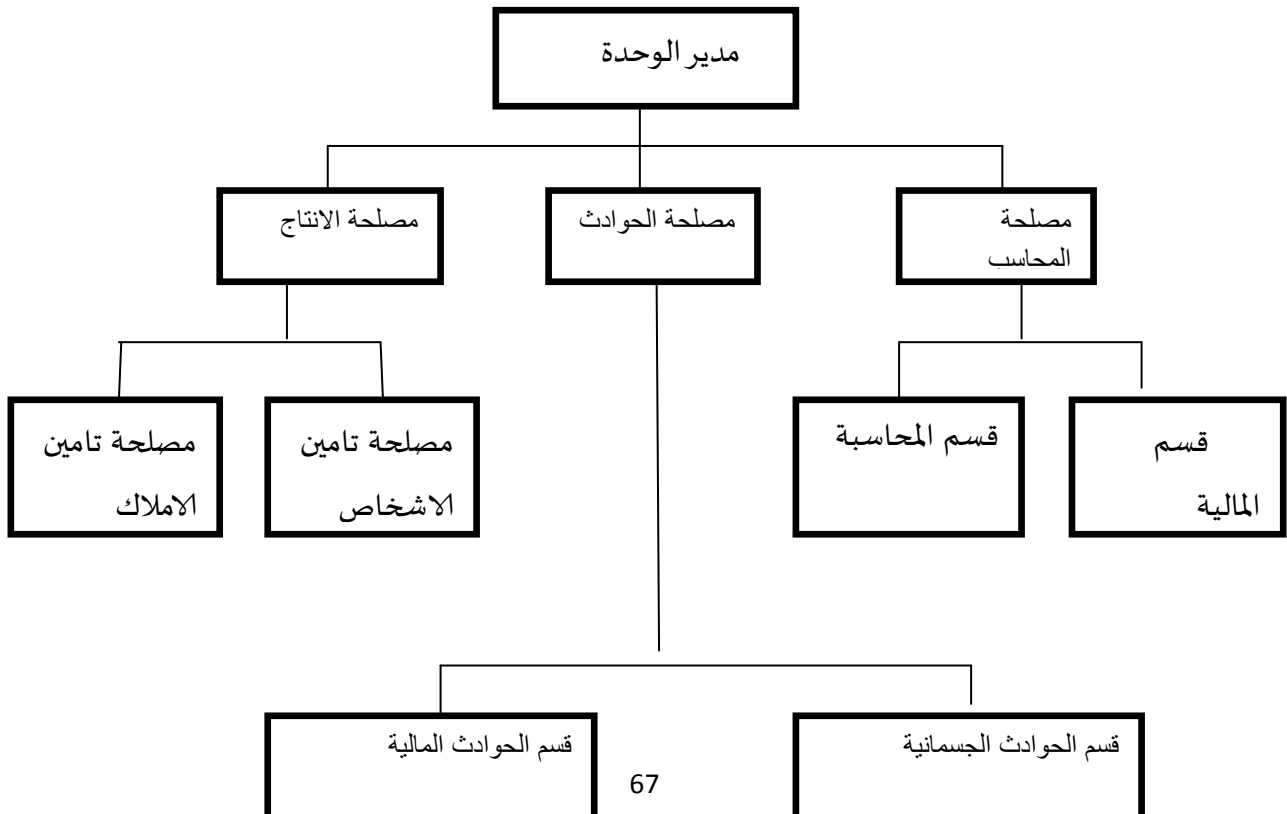 مدير الوحدة
مصلحة
المحاسب
مصلحة الحوادث
مصلحة الانتاج
قسم
المالية
قسم المحاسبة
مصلحة تامين
الاشخاص
مصلحة تامين
الاملاك
قسم الحوادث الجسمانية
قسم الحوادث المالية
67